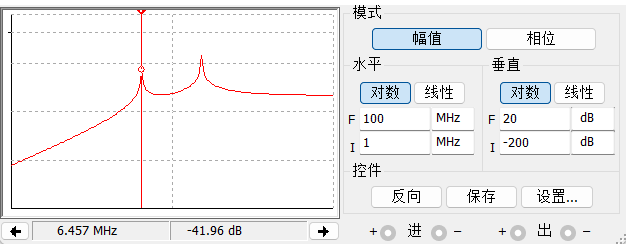 模式
幅值 相位
水平 垂直
对数 线性 对数 线性
F 100 MHz F 20 dB
I 1 MHz I -200 dB
控件
反向 保存 设置...
6.457 MHz -41.96 dB
+ 进 - + 出 -